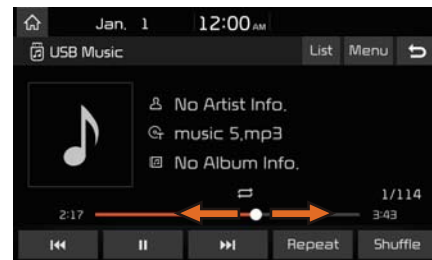 Jan. 1 12:00 AM
USB Music List Menu
No Artist Info.
music 5.mp3
No Album Info.
1/114
2:17 3:43
Repeat Shuffle